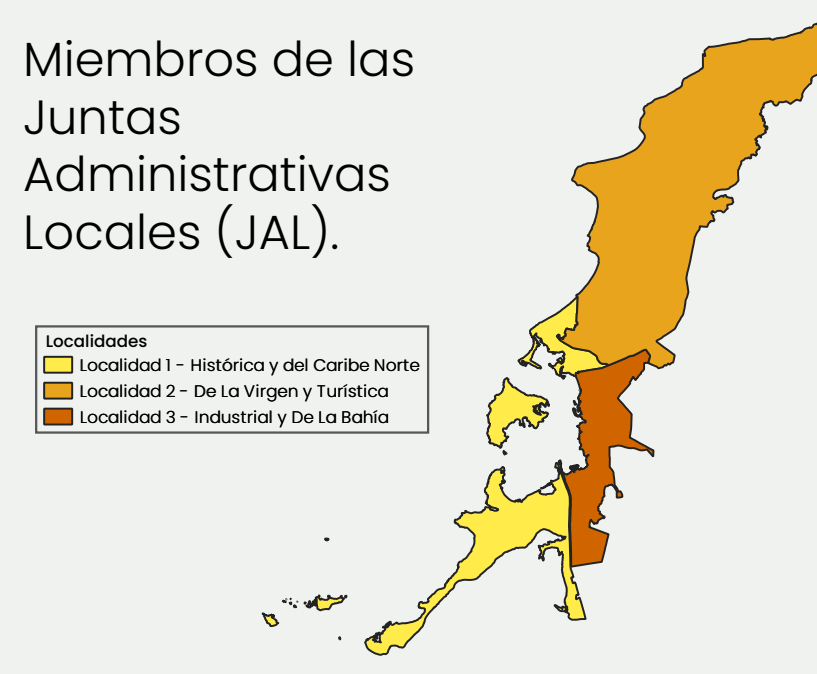 Miembros de las
Juntas
Administrativas
Locales (JAL).
Localidades
Localidad 1 - Histórica y del Caribe Norte
Localidad 2 - De La Virgen y Turística
Localidad 3 - Industrial y De La Bahía